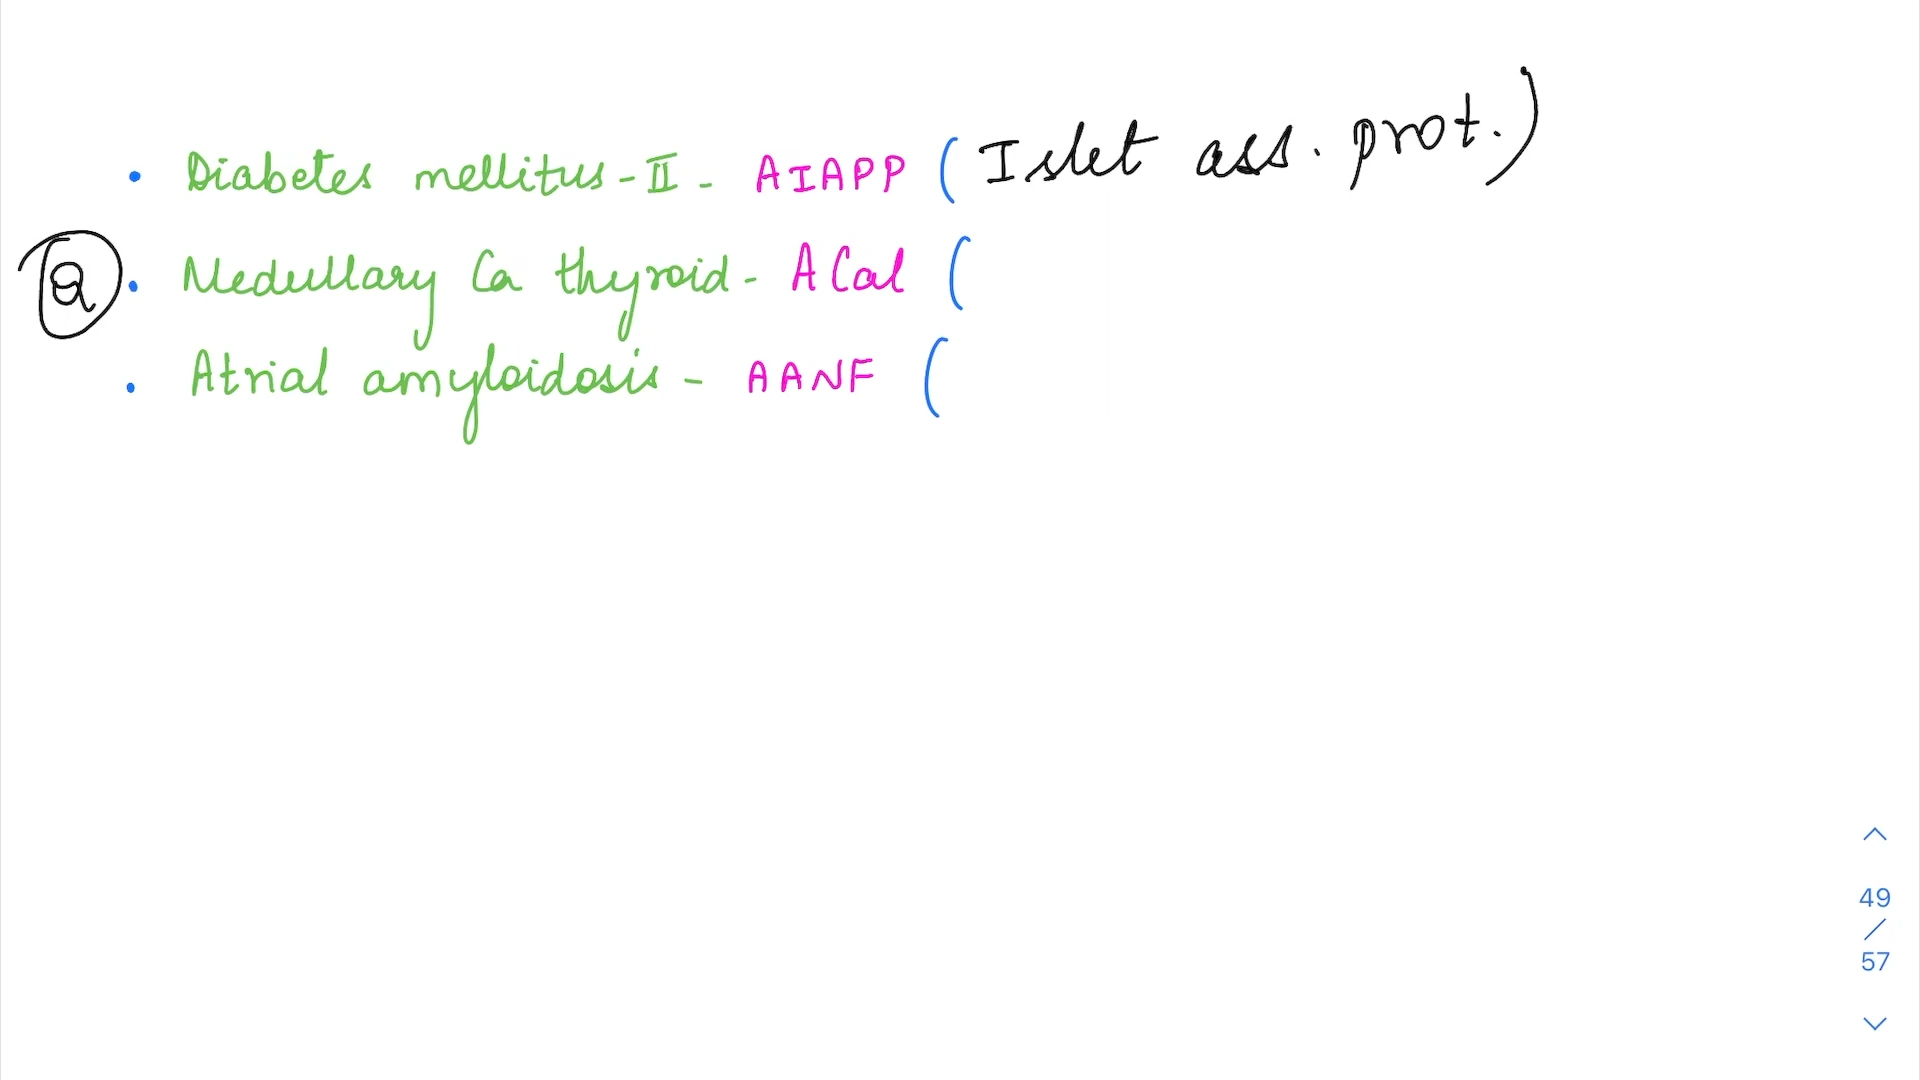 • Diabetes mellitus-II - AIAPP (Islet ass. prot.)
Q • Medullary Ca thyroid - ACal (
• Atrial amyloidosis - AANF (
49
/
57